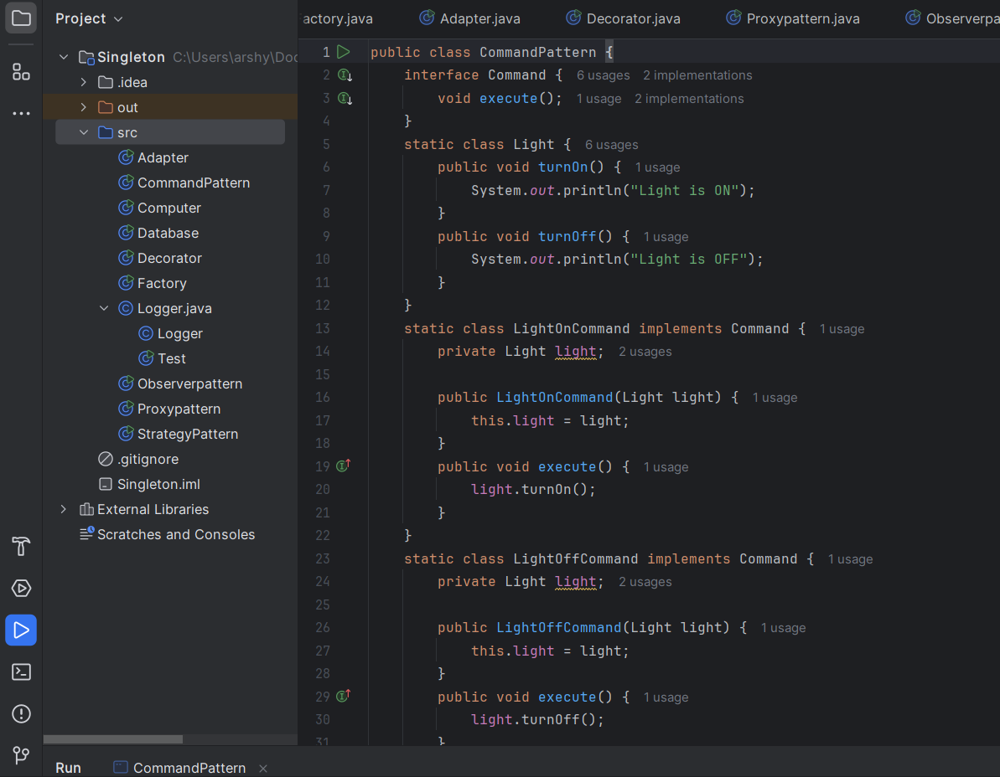 Project
actory.java Adapter.java Decorator.java Proxypattern.java Observerpa
Singleton C:\Users\arshy\Doc
.idea
out
src
Adapter
CommandPattern
Computer
Database
Decorator
Factory
Logger.java
Logger
Test
Observerpattern
Proxypattern
StrategyPattern
.gitignore
Singleton.iml
External Libraries
Scratches and Consoles
1 public class CommandPattern {
2 interface Command { 6 usages 2 implementations
3 void execute(); 1 usage 2 implementations
4 }
5 static class Light { 6 usages
6 public void turnOn() { 1 usage
7 System.out.println("Light is ON");
8 }
9 public void turnOff() { 1 usage
10 System.out.println("Light is OFF");
11 }
12 }
13 static class LightOnCommand implements Command { 1 usage
14 private Light light; 2 usages
15
16 public LightOnCommand(Light light) { 1 usage
17 this.light = light;
18 }
19 public void execute() { 1 usage
20 light.turnOn();
21 }
22 }
23 static class LightOffCommand implements Command { 1 usage
24 private Light light; 2 usages
25
26 public LightOffCommand(Light light) { 1 usage
27 this.light = light;
28 }
29 public void execute() { 1 usage
30 light.turnOff();
31 }
Run CommandPattern